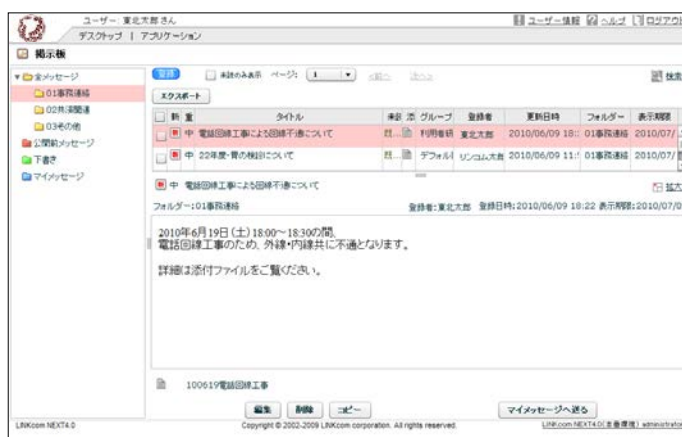 ユーザー: 東北太郎さん
ユーザー情報 ヘルプ ログアウ
デスクトップ | アプリケーション
掲示板
全メッセージ
01事務連絡
02共済関連
03その他
公開前メッセージ
下書き
マイメッセージ
登録 未読のみ表示 ページ: 1 <前へ 次へ> 検索
エクスポート
新 重 タイトル 未読 添 グループ 登録者 更新日時 フォルダー 表示期限
中 電話回線工事による回線不通について 既... 利用者研 東北太郎 2010/06/09 18:: 01事務連絡 2010/07/
中 22年度・胃の検診について 既... デフォルト リンコム太郎 2010/06/09 11:! 01事務連絡 2010/07/
中 電話回線工事による回線不通について 拡大
フォルダー:01事務連絡 登録者:東北太郎 登録日時:2010/06/09 18:22 表示期限:2010/07/0
2010年6月19日(土)18:00～18:30の間、
電話回線工事のため、外線・内線共に不通となります。
詳細は添付ファイルをご覧ください。
100619電話回線工事
編集 削除 コピー マイメッセージへ送る
LINKcom NEXT4.0 Copyright © 2002-2009 LINKcom corporation. All rights reserved. LINKcom NEXT4.0(本番環境) administrator